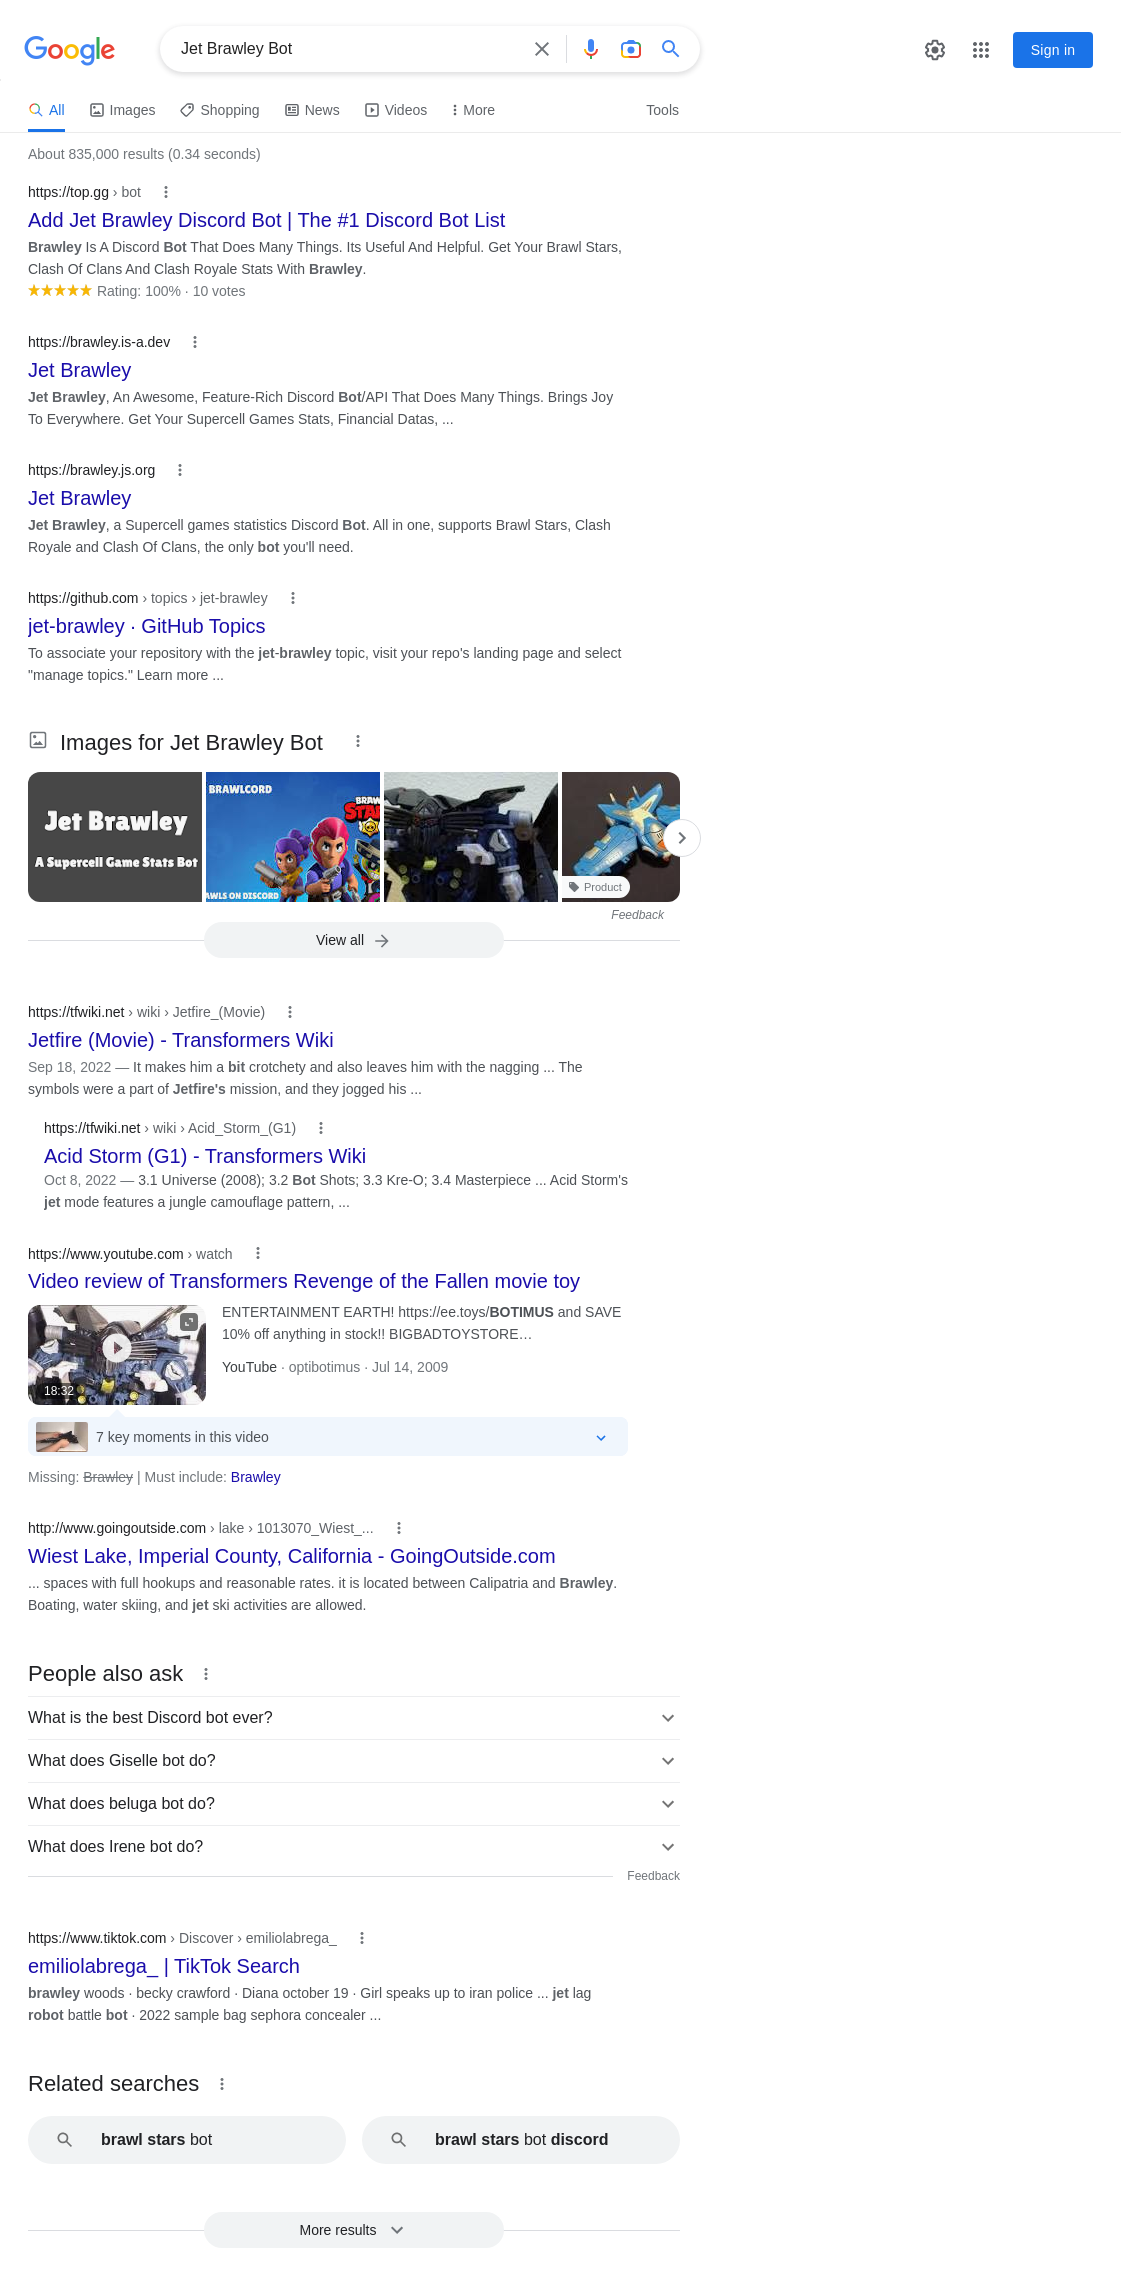 Google
Jet Brawley Bot
Sign in
All
Images
Shopping
News
Videos
More
Tools
About 835,000 results (0.34 seconds)
https://top.gg › bot
Add Jet Brawley Discord Bot | The #1 Discord Bot List
Brawley Is A Discord Bot That Does Many Things. Its Useful And Helpful. Get Your Brawl Stars,
Clash Of Clans And Clash Royale Stats With Brawley.
Rating: 100% · 10 votes
https://brawley.is-a.dev
Jet Brawley
Jet Brawley, An Awesome, Feature-Rich Discord Bot/API That Does Many Things. Brings Joy
To Everywhere. Get Your Supercell Games Stats, Financial Datas, ...
https://brawley.js.org
Jet Brawley
Jet Brawley, a Supercell games statistics Discord Bot. All in one, supports Brawl Stars, Clash
Royale and Clash Of Clans, the only bot you'll need.
https://github.com › topics › jet-brawley
jet-brawley · GitHub Topics
To associate your repository with the jet-brawley topic, visit your repo's landing page and select
"manage topics." Learn more ...
Images for Jet Brawley Bot
Jet Brawley
A Supercell Game Stats Bot
BRAWLCORD
BRAW
STA
AWLS ON DISCORD
Product
Feedback
View all
https://tfwiki.net › wiki › Jetfire_(Movie)
Jetfire (Movie) - Transformers Wiki
Sep 18, 2022 — It makes him a bit crotchety and also leaves him with the nagging ... The
symbols were a part of Jetfire's mission, and they jogged his ...
https://tfwiki.net › wiki › Acid_Storm_(G1)
Acid Storm (G1) - Transformers Wiki
Oct 8, 2022 — 3.1 Universe (2008); 3.2 Bot Shots; 3.3 Kre-O; 3.4 Masterpiece ... Acid Storm's
jet mode features a jungle camouflage pattern, ...
https://www.youtube.com › watch
Video review of Transformers Revenge of the Fallen movie toy
ENTERTAINMENT EARTH! https://ee.toys/BOTIMUS and SAVE
10% off anything in stock!! BIGBADTOYSTORE…
YouTube · optibotimus · Jul 14, 2009
18:32
7 key moments in this video
Missing: Brawley | Must include: Brawley
http://www.goingoutside.com › lake › 1013070_Wiest_...
Wiest Lake, Imperial County, California - GoingOutside.com
... spaces with full hookups and reasonable rates. it is located between Calipatria and Brawley.
Boating, water skiing, and jet ski activities are allowed.
People also ask
What is the best Discord bot ever?
What does Giselle bot do?
What does beluga bot do?
What does Irene bot do?
Feedback
https://www.tiktok.com › Discover › emiliolabrega_
emiliolabrega_ | TikTok Search
brawley woods · becky crawford · Diana october 19 · Girl speaks up to iran police ... jet lag
robot battle bot · 2022 sample bag sephora concealer ...
Related searches
brawl stars bot
brawl stars bot discord
More results